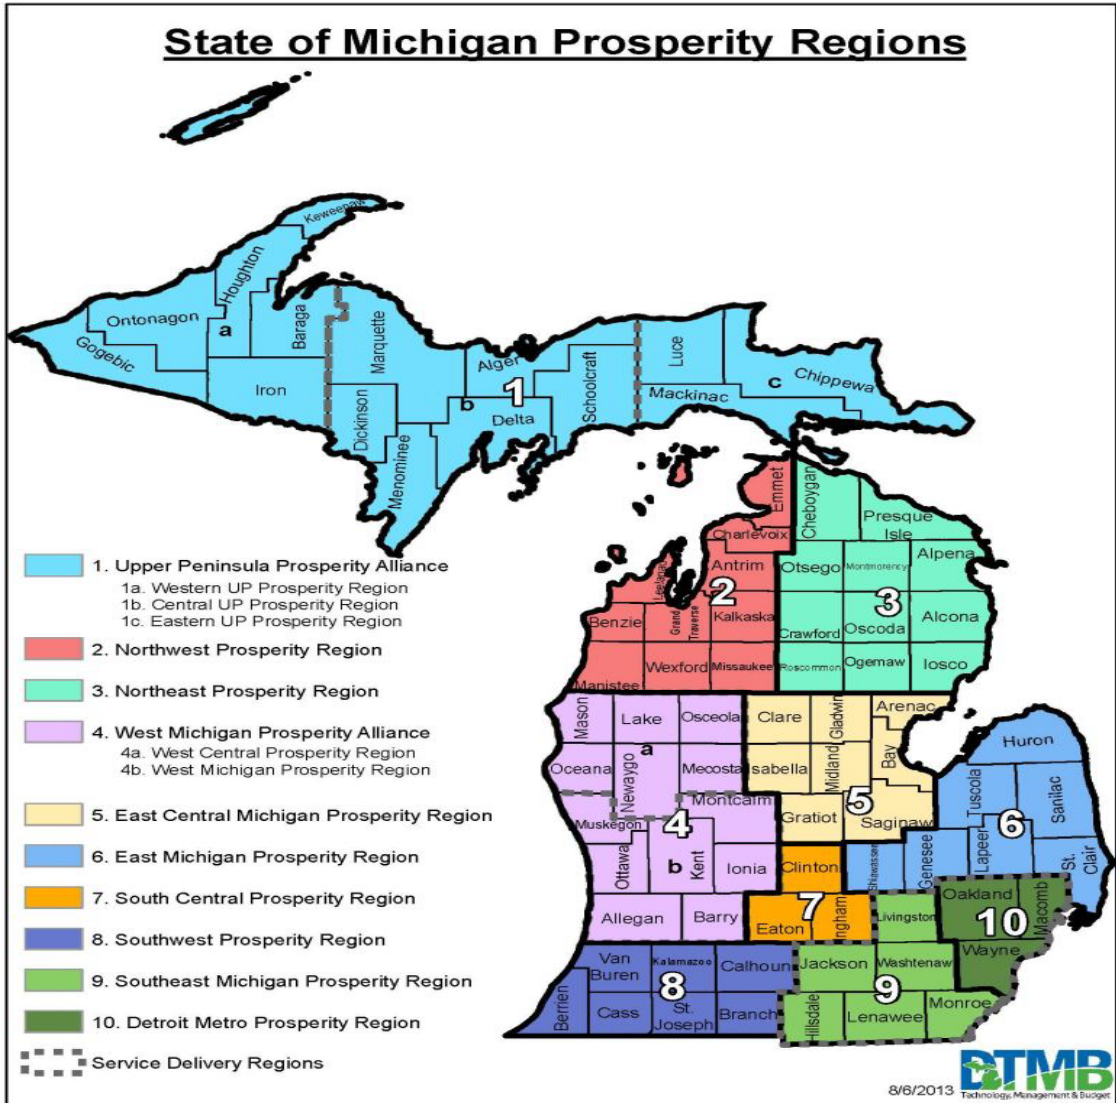 State of Michigan Prosperity Regions
Keweenaw
Houghton
Ontonagon
Gogebic
a
Baraga
Iron
Marquette
Dickinson
Menominee
Alger
1
b
Delta
Schoolcraft
Luce
Mackinac
c
Chippewa
Emmet
Cheboygan
Presque
Isle
Charlevoix
Antrim
Otsego
Montmorency
Alpena
Leelanau
2
3
Benzie
Grand
Traverse
Kalkaska
Crawford
Oscoda
Alcona
Manistee
Wexford
Missaukee
Roscommon
Ogemaw
Iosco
Mason
Lake
Osceola
Clare
Gladwin
Arenac
a
Oceana
Newaygo
Mecosta
Isabella
Midland
Bay
Huron
Tuscola
Sanilac
Montcalm
Muskegon
4
Gratiot
5
Saginaw
6
Ottawa
b
Kent
Ionia
Clinton
Shiawassee
Genesee
Lapeer
St.
Clair
Allegan
Barry
Eaton
7
Ingham
Livingston
Oakland
Macomb
10
Wayne
Van
Buren
Kalamazoo
Calhoun
Jackson
Washtenaw
8
9
Berrien
Cass
St.
Joseph
Branch
Hillsdale
Lenawee
Monroe
1. Upper Peninsula Prosperity Alliance
1a. Western UP Prosperity Region
1b. Central UP Prosperity Region
1c. Eastern UP Prosperity Region
2. Northwest Prosperity Region
3. Northeast Prosperity Region
4. West Michigan Prosperity Alliance
4a. West Central Prosperity Region
4b. West Michigan Prosperity Region
5. East Central Michigan Prosperity Region
6. East Michigan Prosperity Region
7. South Central Prosperity Region
8. Southwest Prosperity Region
9. Southeast Michigan Prosperity Region
10. Detroit Metro Prosperity Region
Service Delivery Regions
8/6/2013
DTMB
Technology, Management & Budget